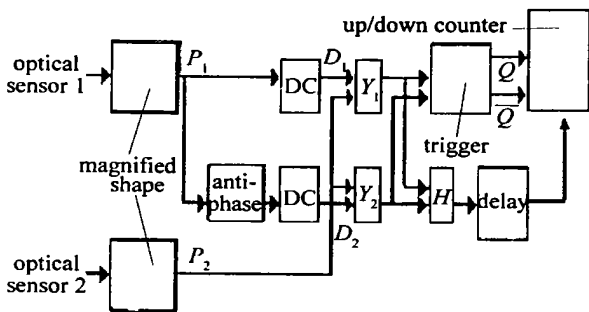 up/down counter
optical
sensor 1
P₁
DC
D₁
Y₁
Q
Q̅
trigger
magnified
shape
anti-
phase
DC
Y₂
H
delay
D₂
optical
sensor 2
P₂